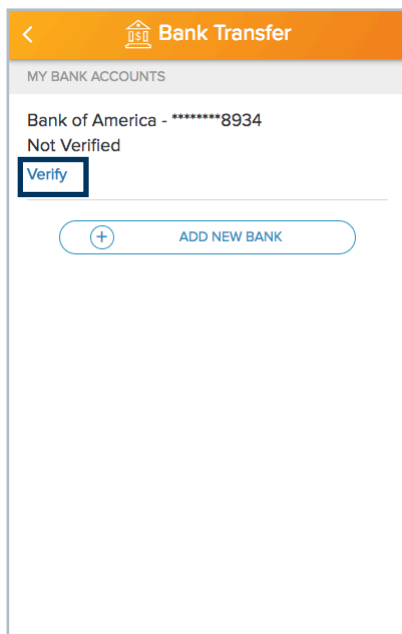 Bank Transfer
MY BANK ACCOUNTS
Bank of America - ********8934
Not Verified
Verify
ADD NEW BANK